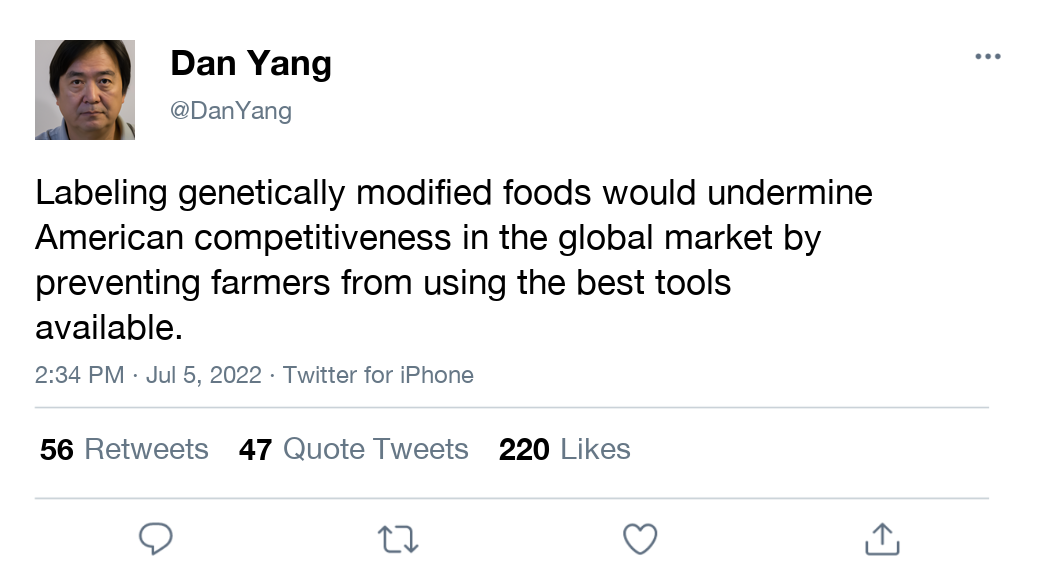 Dan Yang
@DanYang
Labeling genetically modified foods would undermine
American competitiveness in the global market by
preventing farmers from using the best tools
available.
2:34 PM · Jul 5, 2022 · Twitter for iPhone
56 Retweets 47 Quote Tweets 220 Likes